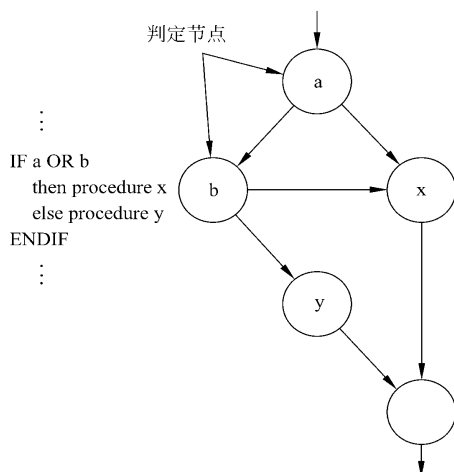 判定节点
a
⋮
IF a OR b
then procedure x
else procedure y
ENDIF
⋮
b
x
y